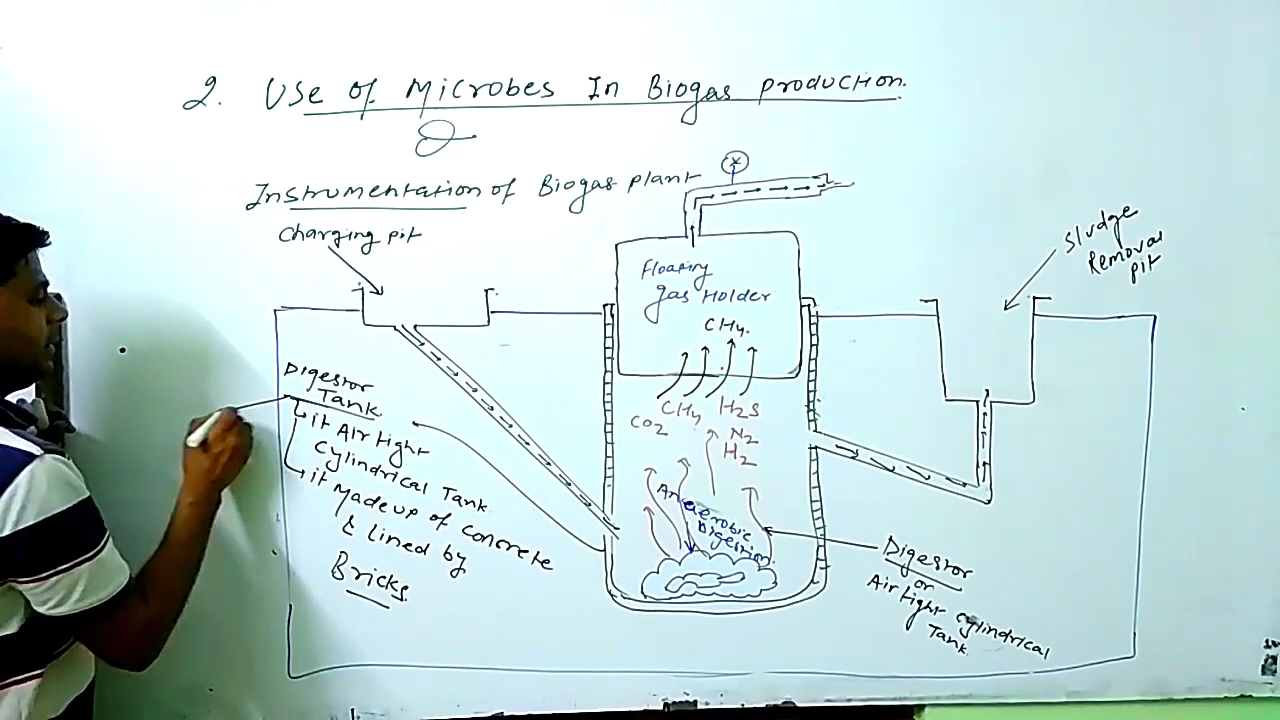 2. Use of Microbes In Biogas production.
Instrumentation of Biogas plant
Charging pit
Sludge
Removal
pit
Floating
gas Holder
CH4.
CO2 CH4 H2S
N2
H2
Anaerobic
Digestion
Digestor
Tank
it Air tight
Cylindrical Tank.
it Made up of concrete
& lined by
Bricks
Digestor
or
Air tight cylindrical
Tank